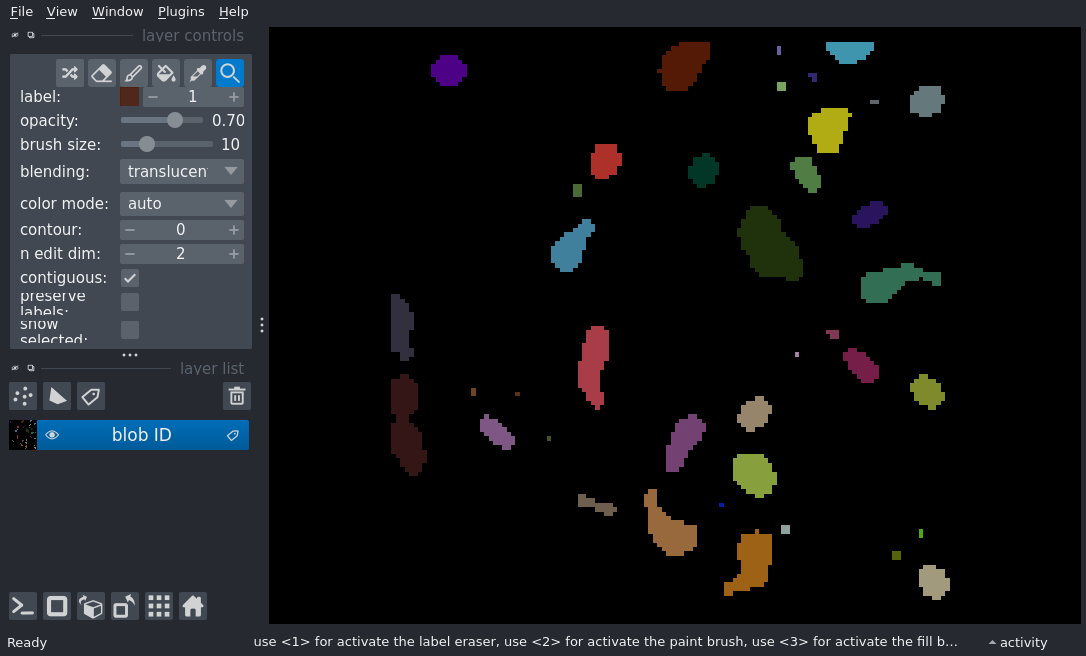 File View Window Plugins Help
layer controls
label: 1
opacity: 0.70
brush size: 10
blending: translucen
color mode: auto
contour: 0
n edit dim: 2
contiguous:
preserve
labels:
show
selected:
layer list
blob ID
Ready use <1> for activate the label eraser, use <2> for activate the paint brush, use <3> for activate the fill b... activity